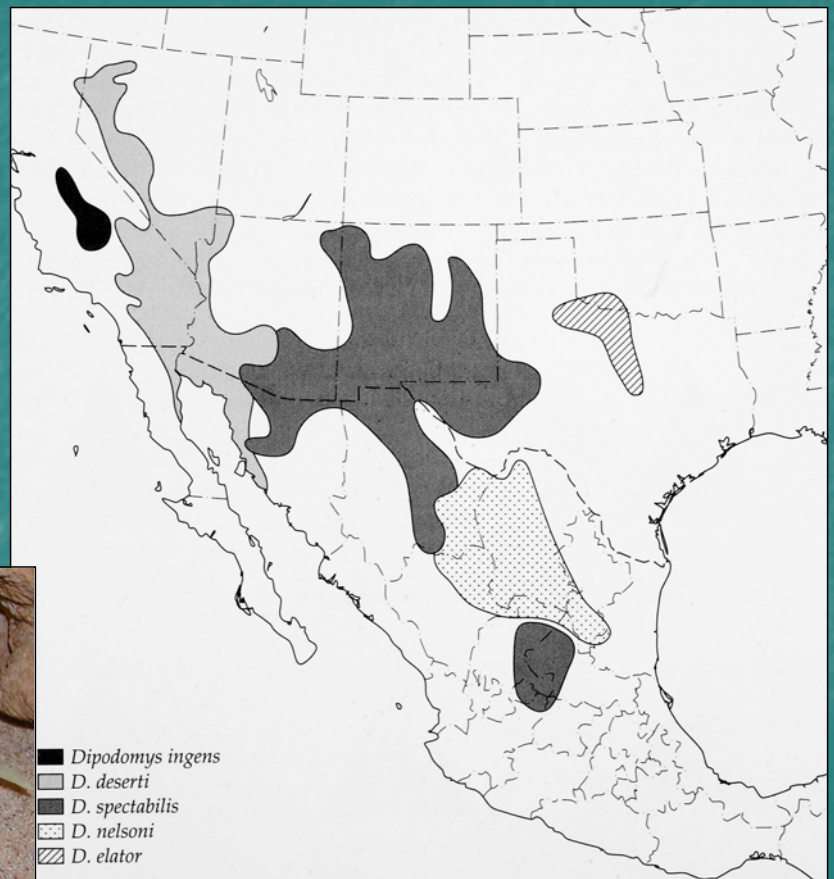 Dipodomys ingens
D. deserti
D. spectabilis
D. nelsoni
D. elator